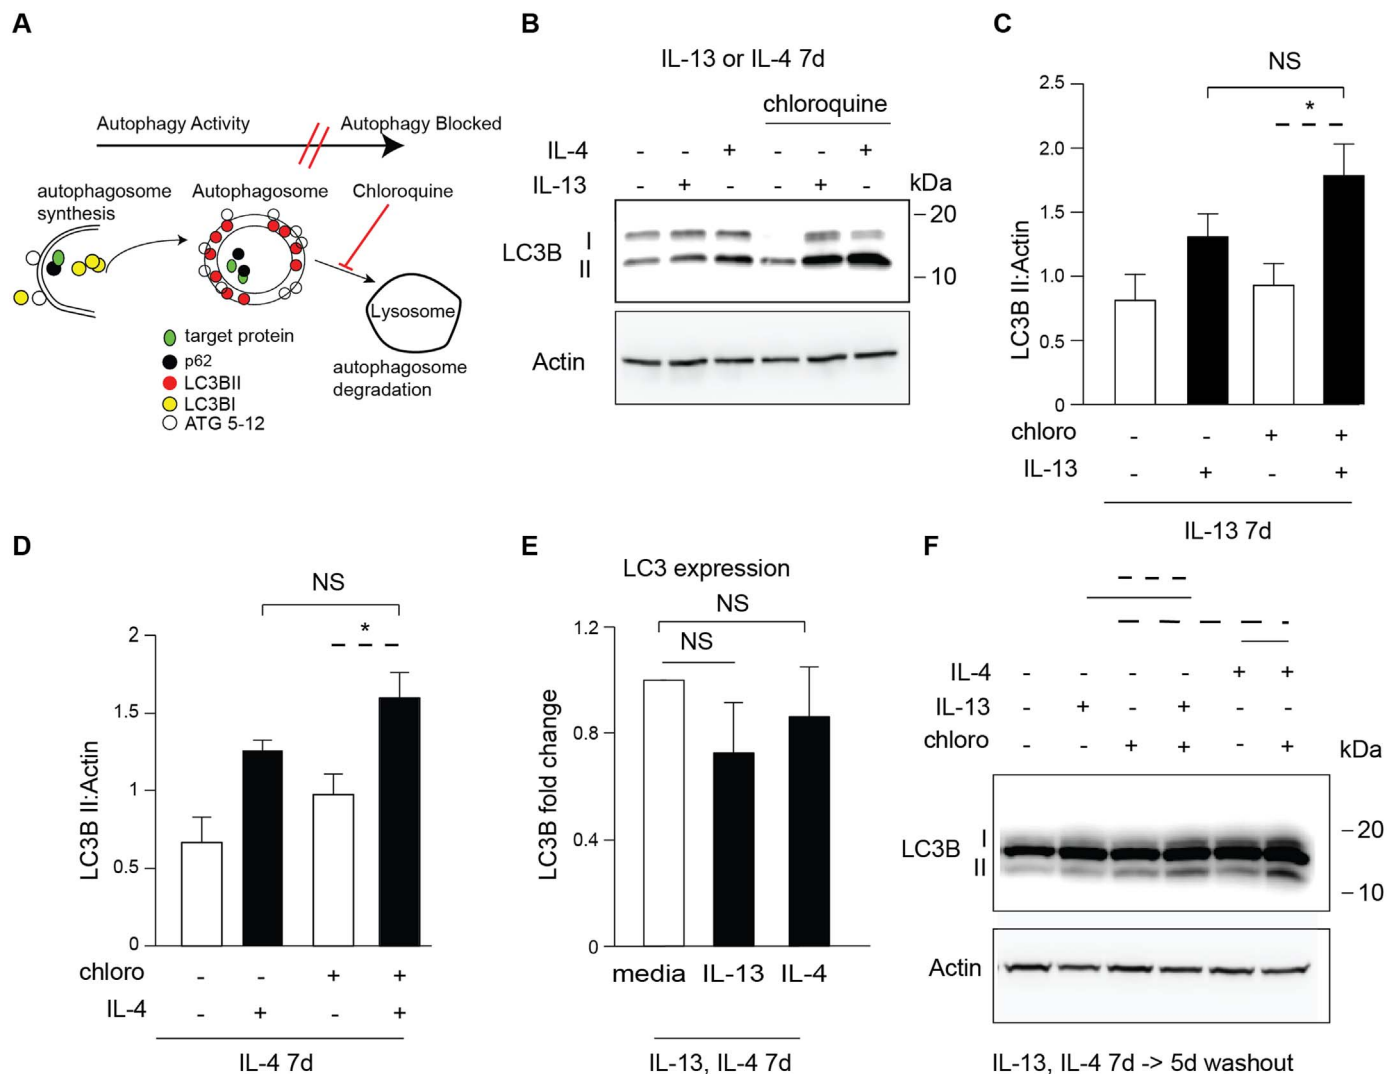 A
Autophagy Activity
Autophagy Blocked
autophagosome
synthesis
Autophagosome
Chloroquine
Lysosome
autophagosome
degradation
target protein
p62
LC3BII
LC3BI
ATG 5-12
B
IL-13 or IL-4 7d
chloroquine
IL-4 - - + - - +
IL-13 - + - - + -
kDa
LC3B
I
II
–20
–10
Actin
C
NS
*
LC3B II:Actin
2.5
2.0
1.5
1.0
0.5
0
chloro - - + +
IL-13 - + - +
IL-13 7d
D
NS
*
LC3B II:Actin
2
1.5
1
0.5
0
chloro - - + +
IL-4 - + - +
IL-4 7d
E
LC3 expression
NS
NS
LC3B fold change
1.2
0.8
0.4
0
media IL-13 IL-4
IL-13, IL-4 7d
F
IL-4 - - - - + +
IL-13 - + - + - -
chloro - - + + - +
kDa
LC3B
I
II
–20
–10
Actin
IL-13, IL-4 7d -> 5d washout